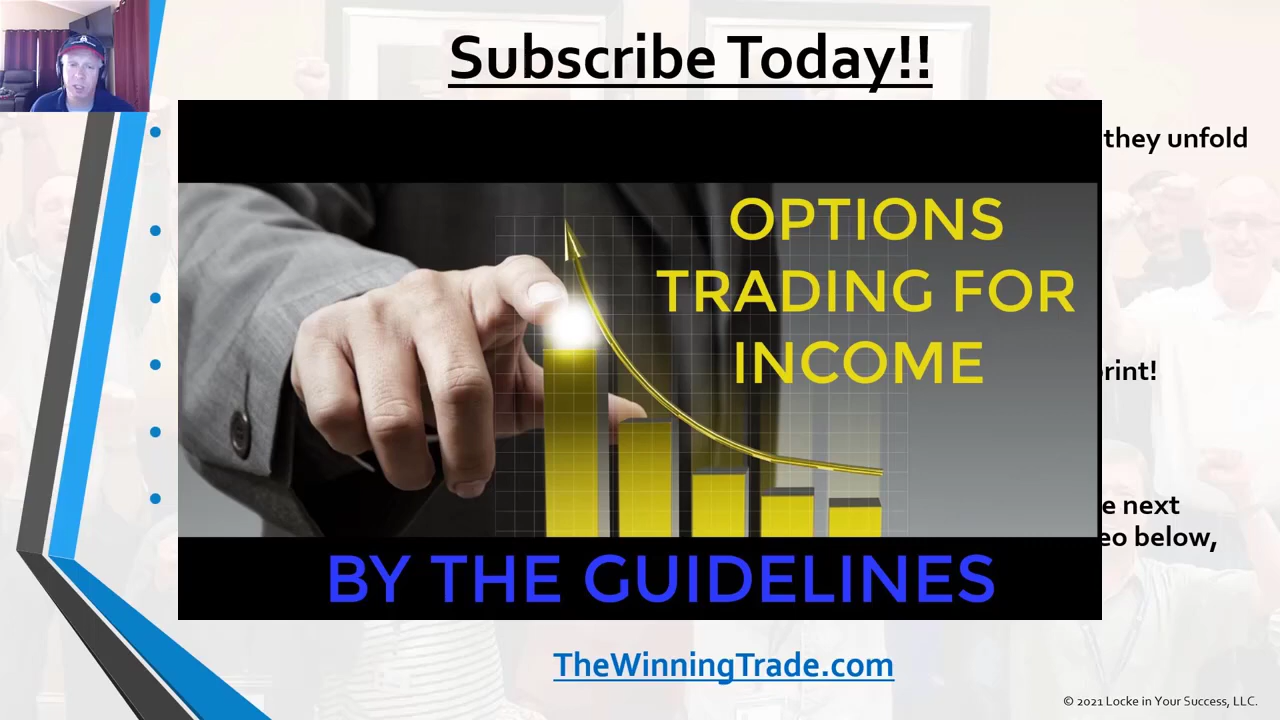 Subscribe Today!!
they unfold
OPTIONS
TRADING FOR
INCOME
print!
e next
eo below,
BY THE GUIDELINES
TheWinningTrade.com
© 2021 Locke in Your Success, LLC.